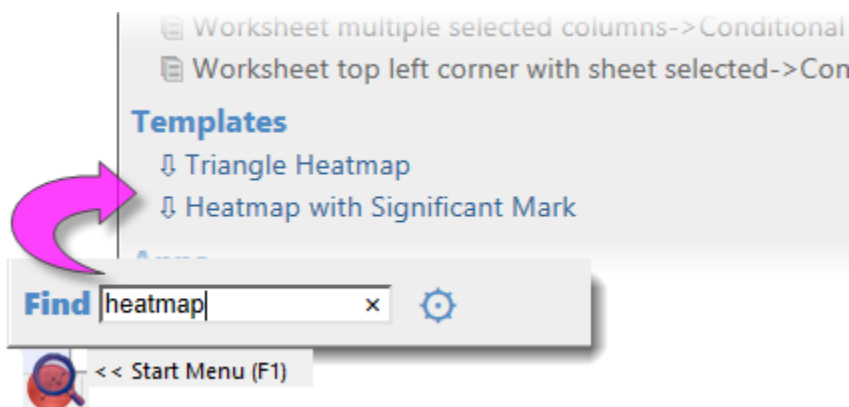 Worksheet multiple selected columns->Conditional
Worksheet top left corner with sheet selected->Con
Templates
⇩ Triangle Heatmap
⇩ Heatmap with Significant Mark
Apps
Find heatmap ×
<< Start Menu (F1)